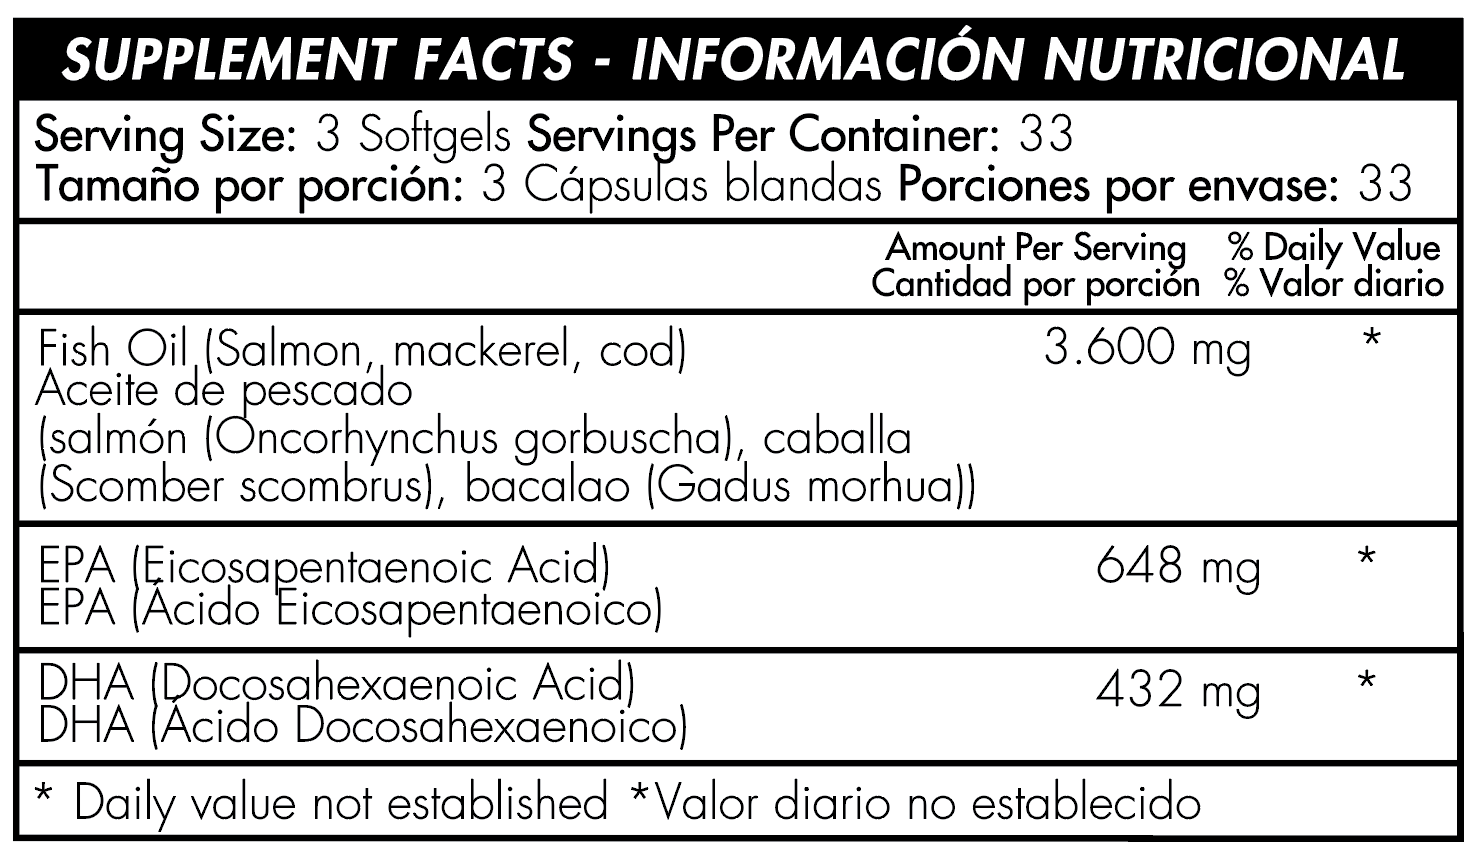 SUPPLEMENT FACTS - INFORMACIÓN NUTRICIONAL
Serving Size: 3 Softgels Servings Per Container: 33
Tamaño por porción: 3 Cápsulas blandas Porciones por envase: 33
Amount Per Serving % Daily Value
Cantidad por porción % Valor diario
Fish Oil (Salmon, mackerel, cod) 3.600 mg *
Aceite de pescado
(salmón (Oncorhynchus gorbuscha), caballa
(Scomber scombrus), bacalao (Gadus morhua))
EPA (Eicosapentaenoic Acid) 648 mg *
EPA (Ácido Eicosapentaenoico)
DHA (Docosahexaenoic Acid) 432 mg *
DHA (Ácido Docosahexaenoico)
* Daily value not established *Valor diario no establecido